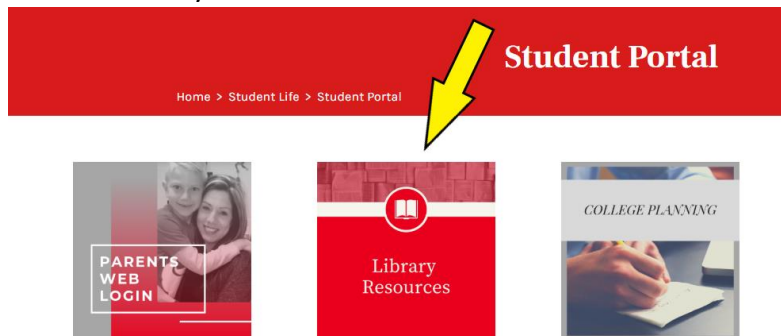 Student Portal
Home > Student Life > Student Portal
PARENTS
WEB
LOGIN
Library
Resources
COLLEGE PLANNING